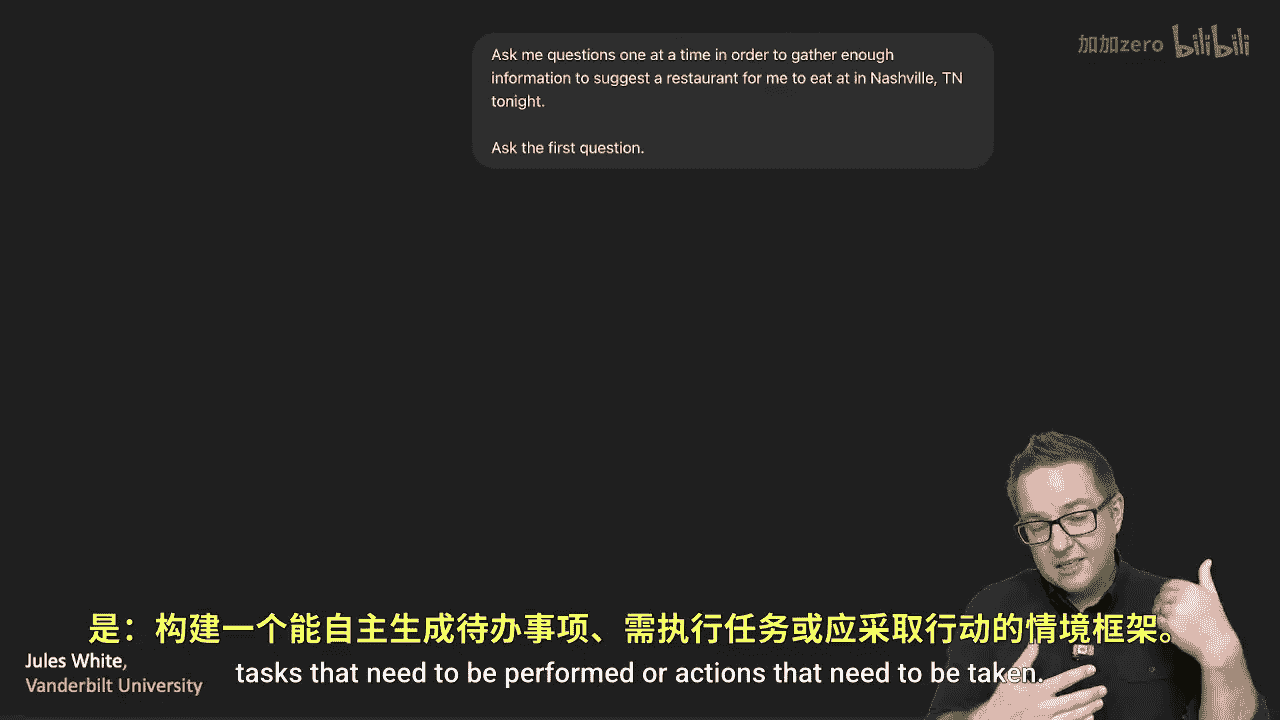 加加zero bilibili
Ask me questions one at a time in order to gather enough
information to suggest a restaurant for me to eat at in Nashville, TN
tonight.
Ask the first question.
是：构建一个能自主生成待办事项、需执行任务或应采取行动的情境框架。
Jules White,
Vanderbilt University
tasks that need to be performed or actions that need to be taken.